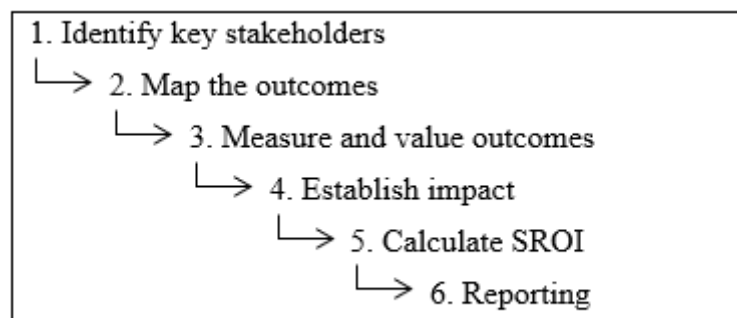 1. Identify key stakeholders
2. Map the outcomes
3. Measure and value outcomes
4. Establish impact
5. Calculate SROI
6. Reporting